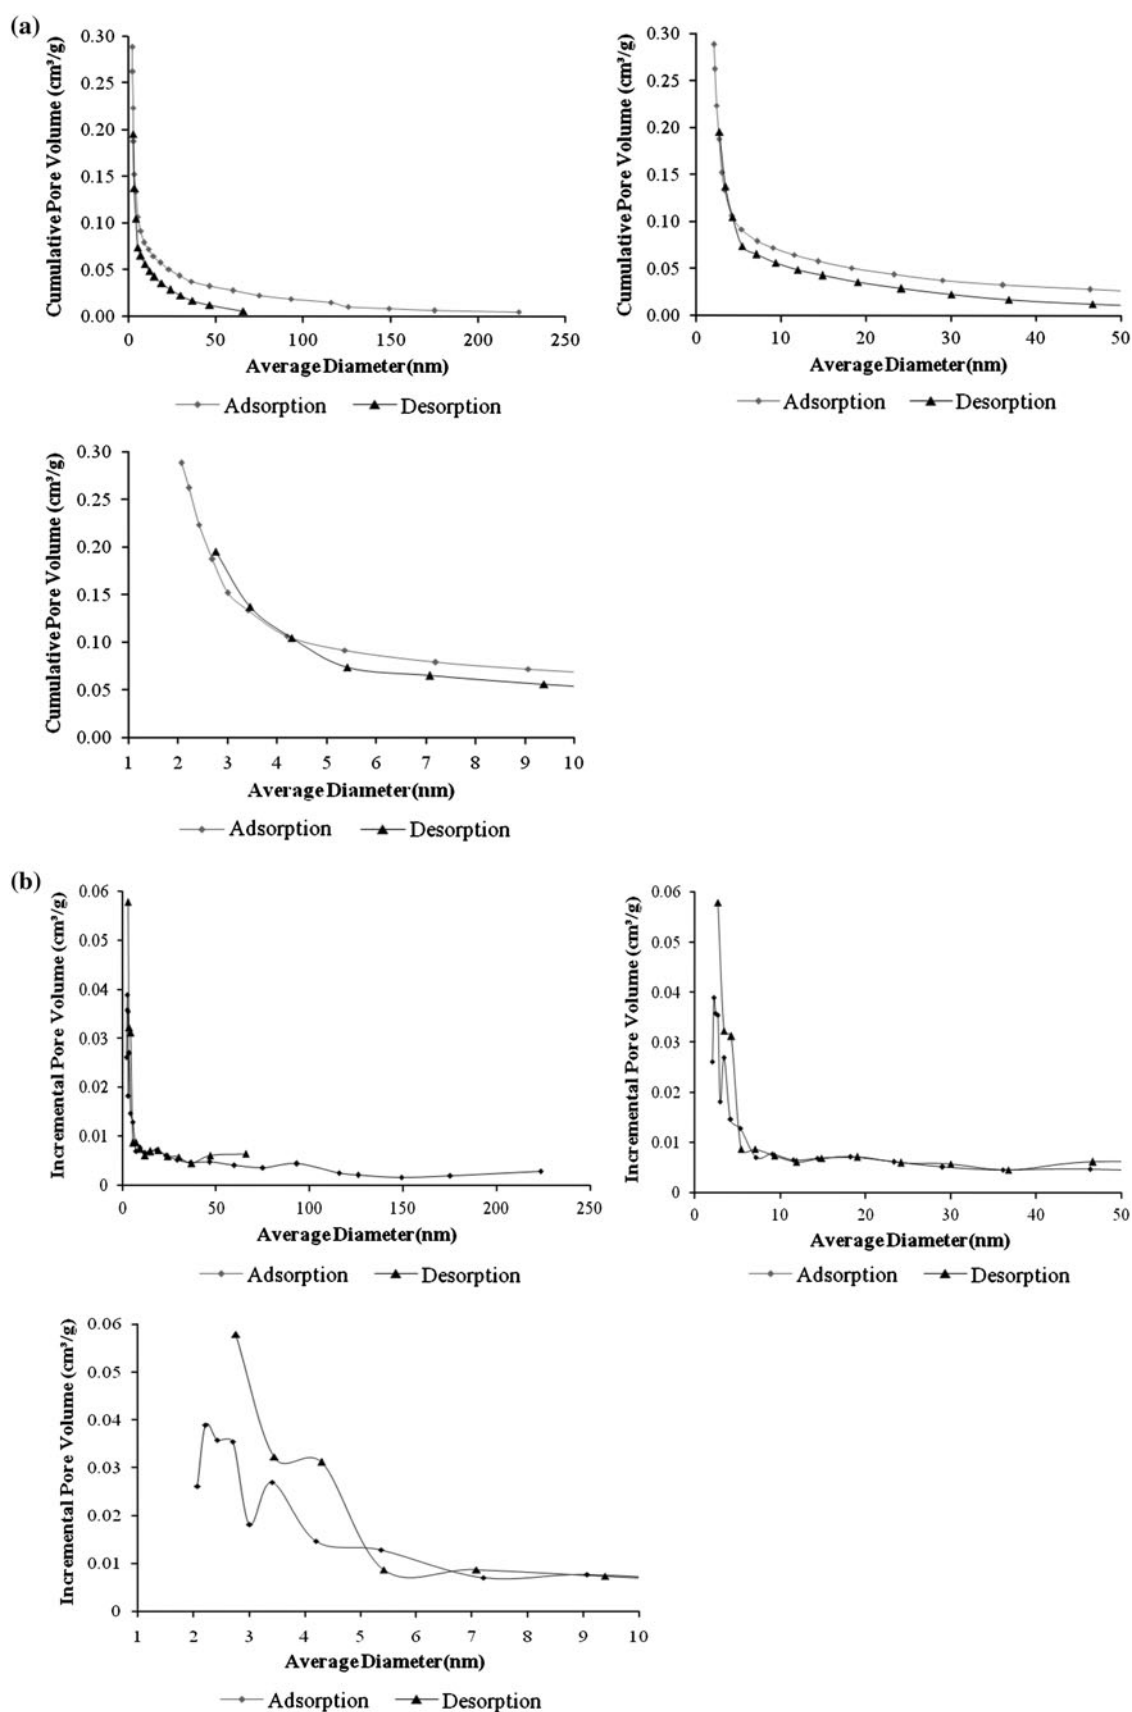 (a)
Cumulative Pore Volume (cm³/g)
0.30
0.25
0.20
0.15
0.10
0.05
0.00
0 50 100 150 200 250
Average Diameter(nm)
Adsorption Desorption
Cumulative Pore Volume (cm³/g)
0.30
0.25
0.20
0.15
0.10
0.05
0.00
0 10 20 30 40 50
Average Diameter(nm)
Adsorption Desorption
Cumulative Pore Volume (cm³/g)
0.30
0.25
0.20
0.15
0.10
0.05
0.00
1 2 3 4 5 6 7 8 9 10
Average Diameter(nm)
Adsorption Desorption
(b)
Incremental Pore Volume (cm³/g)
0.06
0.05
0.04
0.03
0.02
0.01
0
0 50 100 150 200 250
Average Diameter(nm)
Adsorption Desorption
Incremental Pore Volume (cm³/g)
0.06
0.05
0.04
0.03
0.02
0.01
0
0 10 20 30 40 50
Average Diameter(nm)
Adsorption Desorption
Incremental Pore Volume (cm³/g)
0.06
0.05
0.04
0.03
0.02
0.01
0
1 2 3 4 5 6 7 8 9 10
Average Diameter(nm)
Adsorption Desorption